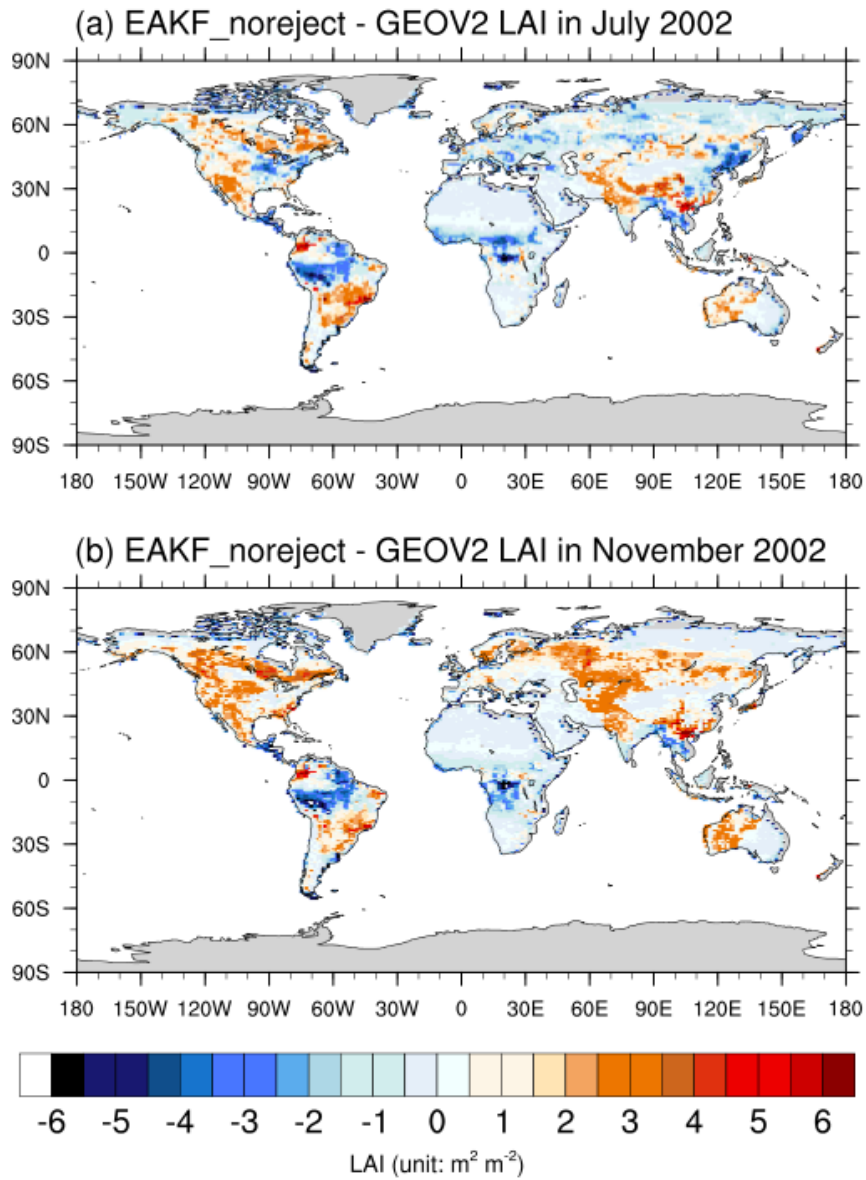 (a) EAKF_noreject - GEOV2 LAI in July 2002
90N
60N
30N
0
30S
60S
90S
180 150W 120W 90W 60W 30W 0 30E 60E 90E 120E 150E 180
(b) EAKF_noreject - GEOV2 LAI in November 2002
90N
60N
30N
0
30S
60S
90S
180 150W 120W 90W 60W 30W 0 30E 60E 90E 120E 150E 180
-6 -5 -4 -3 -2 -1 0 1 2 3 4 5 6
LAI (unit: m² m⁻²)